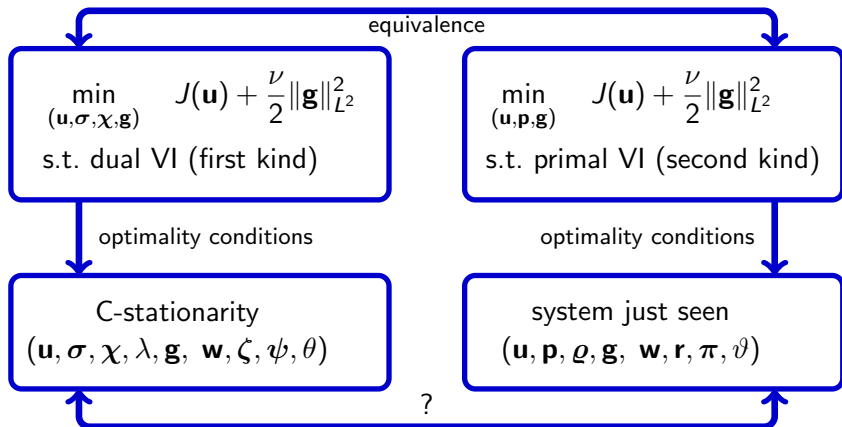 equivalence
min J(u) + ν/2 ‖g‖²_{L²}
(u,σ,χ,g)
s.t. dual VI (first kind)
min J(u) + ν/2 ‖g‖²_{L²}
(u,p,g)
s.t. primal VI (second kind)
optimality conditions
optimality conditions
C-stationarity
(u, σ, χ, λ, g, w, ζ, ψ, θ)
system just seen
(u, p, ϱ, g, w, r, π, ϑ)
?